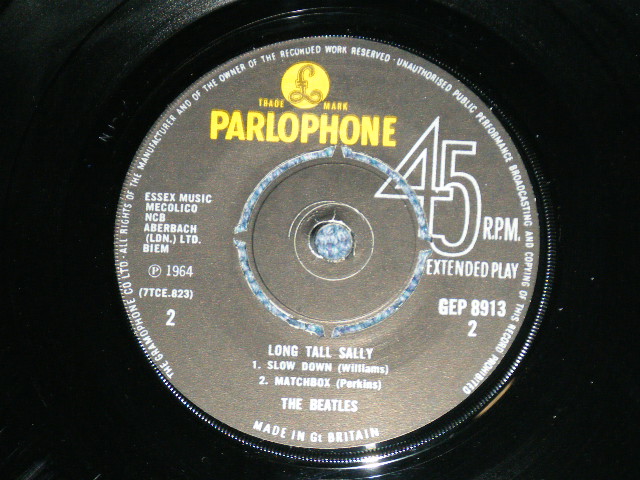 THE GRAMOPHONE CO LTD · ALL RIGHTS OF THE MANUFACTURER AND OF THE OWNER OF THE RECORDED WORK RESERVED · UNAUTHORISED PUBLIC PERFORMANCE BROADCASTING AND COPYING OF THIS RECORD PROHIBITED
£
TRADE MARK
PARLOPHONE
45
R.P.M.
EXTENDED PLAY
ESSEX MUSIC
MECOLICO
NCB
ABERBACH
(LDN.) LTD.
BIEM
Ⓟ 1964
(7TCE.823)
2
GEP 8913
2
LONG TALL SALLY
1. SLOW DOWN (Williams)
2. MATCHBOX (Perkins)
THE BEATLES
MADE IN Gt BRITAIN